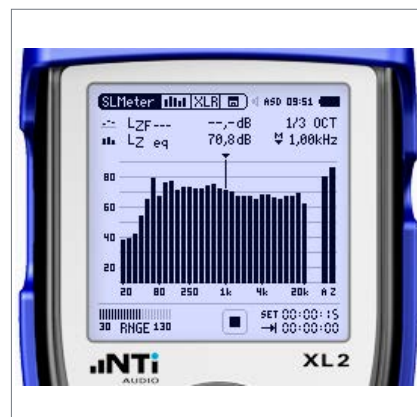 SLMeter XLR ASD 09:51
LZF--- --,-dB 1/3 OCT
LZ eq 70,8dB M 1,00kHz
80
60
40
20
20 80 250 1k 4k 20k A Z
30 RNGE 130
SET 00:00:15
00:00:00
NTi
AUDIO
XL2